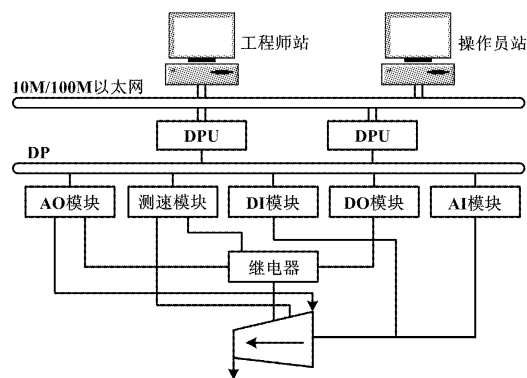 工程师站
操作员站
10M/100M以太网
DPU
DPU
DP
AO模块
测速模块
DI模块
DO模块
AI模块
继电器